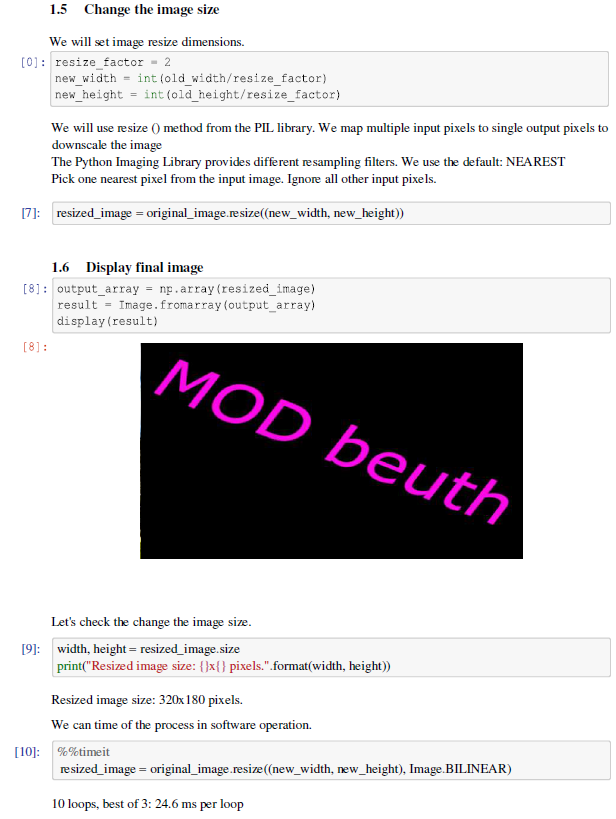 1.5 Change the image size
We will set image resize dimensions.
[0]: resize_factor = 2
new_width = int(old_width/resize_factor)
new_height = int(old_height/resize_factor)
We will use resize () method from the PIL library. We map multiple input pixels to single output pixels to
downscale the image
The Python Imaging Library provides different resampling filters. We use the default: NEAREST
Pick one nearest pixel from the input image. Ignore all other input pixels.
[7]: resized_image = original_image.resize((new_width, new_height))
1.6 Display final image
[8]: output_array = np.array(resized_image)
result = Image.fromarray(output_array)
display(result)
[8]:
MOD beuth
Let's check the change the image size.
[9]: width, height = resized_image.size
print("Resized image size: {}x{} pixels.".format(width, height))
Resized image size: 320x180 pixels.
We can time of the process in software operation.
[10]: %%timeit
resized_image = original_image.resize((new_width, new_height), Image.BILINEAR)
10 loops, best of 3: 24.6 ms per loop